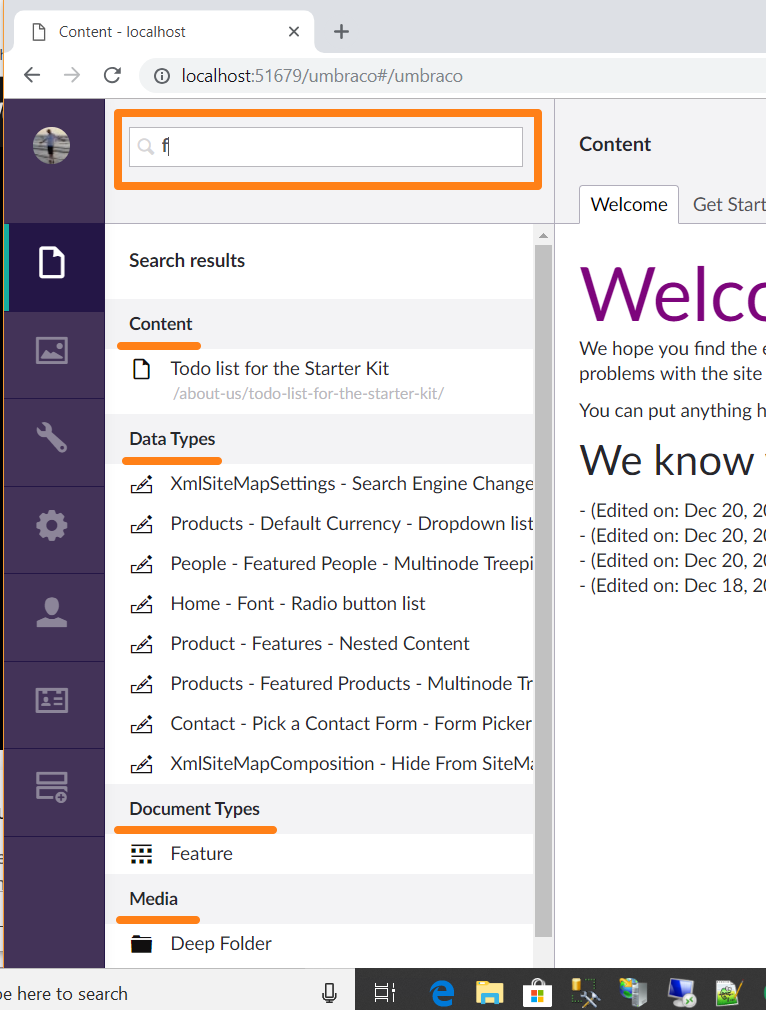 Content - localhost
localhost:51679/umbraco#/umbraco
f
Content
Welcome
Get Start
Search results
Content
Todo list for the Starter Kit
/about-us/todo-list-for-the-starter-kit/
Data Types
XmlSiteMapSettings - Search Engine Change
Products - Default Currency - Dropdown list
People - Featured People - Multinode Treepi
Home - Font - Radio button list
Product - Features - Nested Content
Products - Featured Products - Multinode Tr
Contact - Pick a Contact Form - Form Picker
XmlSiteMapComposition - Hide From SiteMa
Document Types
Feature
Media
Deep Folder
Welco
We hope you find the e
problems with the site
You can put anything h
We know
- (Edited on: Dec 20, 20
- (Edited on: Dec 20, 20
- (Edited on: Dec 20, 20
- (Edited on: Dec 18, 20
pe here to search